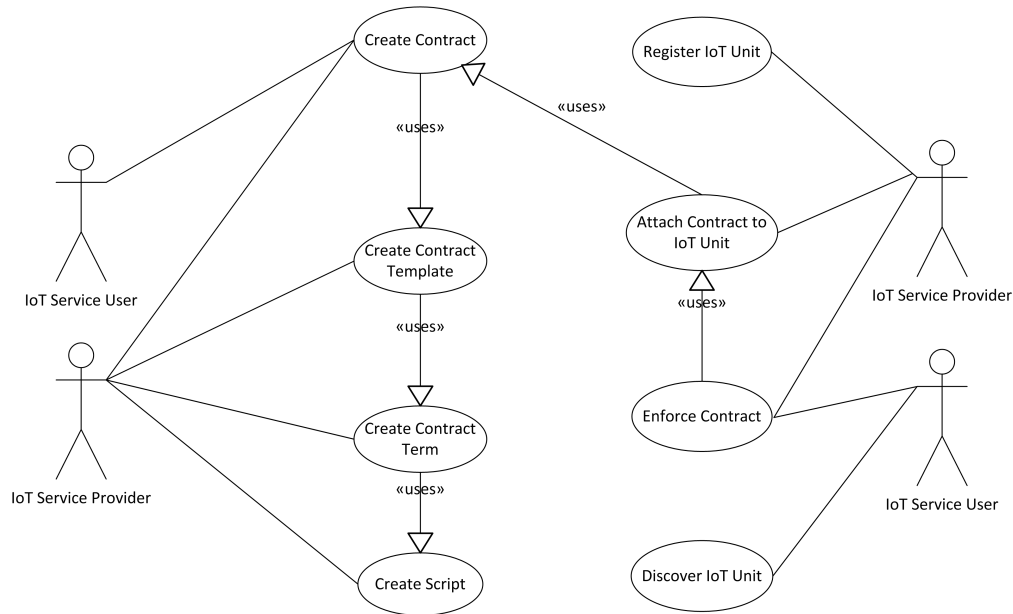 Create Contract
Register IoT Unit
«uses»
«uses»
Attach Contract to
IoT Unit
Create Contract
Template
IoT Service User
IoT Service Provider
«uses»
«uses»
Create Contract
Term
Enforce Contract
IoT Service Provider
«uses»
IoT Service User
Create Script
Discover IoT Unit